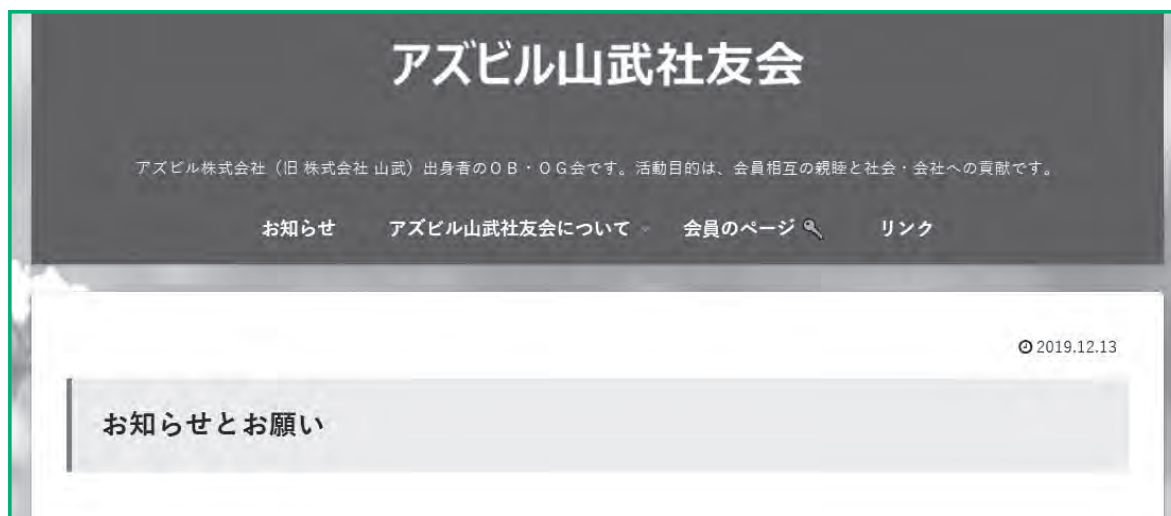 アズビル山武社友会
アズビル株式会社（旧 株式会社 山武）出身者のＯＢ・ＯＧ会です。活動目的は、会員相互の親睦と社会・会社への貢献です。
お知らせ アズビル山武社友会について 会員のページ リンク
2019.12.13
お知らせとお願い